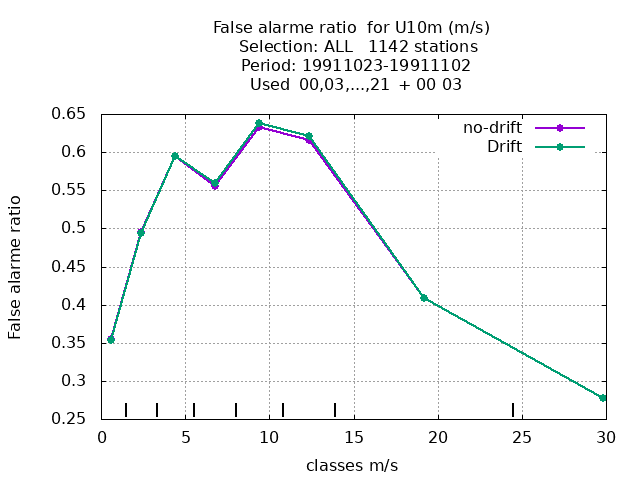 False alarme ratio for U10m (m/s)
Selection: ALL 1142 stations
Period: 19911023-19911102
Used 00,03,...,21 + 00 03
no-drift
Drift
False alarme ratio
0.65
0.6
0.55
0.5
0.45
0.4
0.35
0.3
0.25
0 5 10 15 20 25 30
classes m/s